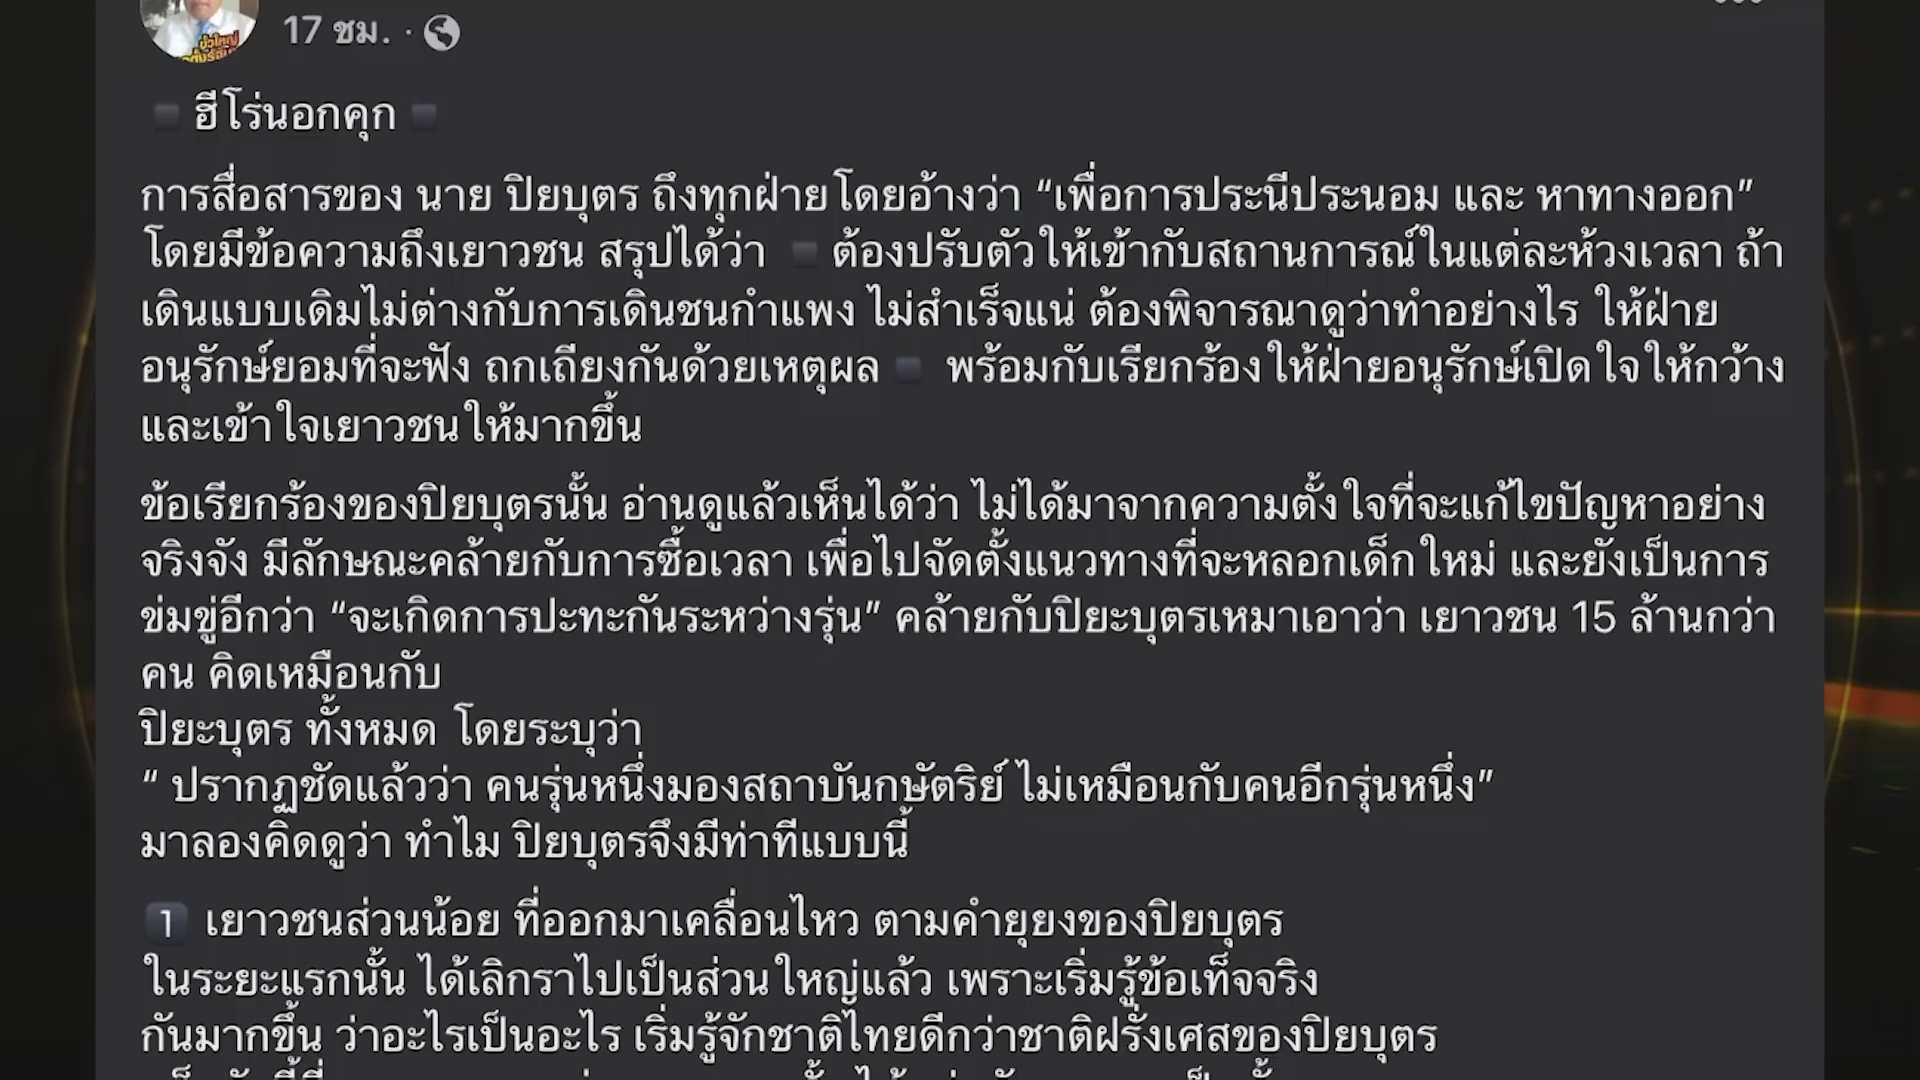 17 ชม.
ฮีโร่นอกคุก
การสื่อสารของ นาย ปิยบุตร ถึงทุกฝ่ายโดยอ้างว่า “เพื่อการประนีประนอม และ หาทางออก”
โดยมีข้อความถึงเยาวชน สรุปได้ว่า ต้องปรับตัวให้เข้ากับสถานการณ์ในแต่ละห้วงเวลา ถ้า
เดินแบบเดิมไม่ต่างกับการเดินชนกำแพง ไม่สำเร็จแน่ ต้องพิจารณาดูว่าทำอย่างไร ให้ฝ่าย
อนุรักษ์ยอมที่จะฟัง ถกเถียงกันด้วยเหตุผล พร้อมกับเรียกร้องให้ฝ่ายอนุรักษ์เปิดใจให้กว้าง
และเข้าใจเยาวชนให้มากขึ้น
ข้อเรียกร้องของปิยบุตรนั้น อ่านดูแล้วเห็นได้ว่า ไม่ได้มาจากความตั้งใจที่จะแก้ไขปัญหาอย่าง
จริงจัง มีลักษณะคล้ายกับการซื้อเวลา เพื่อไปจัดตั้งแนวทางที่จะหลอกเด็กใหม่ และยังเป็นการ
ข่มขู่อีกว่า “จะเกิดการปะทะกันระหว่างรุ่น” คล้ายกับปิยะบุตรเหมาเอาว่า เยาวชน 15 ล้านกว่า
คน คิดเหมือนกับ
ปิยะบุตร ทั้งหมด โดยระบุว่า
“ ปรากฏชัดแล้วว่า คนรุ่นหนึ่งมองสถาบันกษัตริย์ ไม่เหมือนกับคนอีกรุ่นหนึ่ง”
มาลองคิดดูว่า ทำไม ปิยบุตรจึงมีท่าทีแบบนี้
1 เยาวชนส่วนน้อย ที่ออกมาเคลื่อนไหว ตามคำยุยงของปิยบุตร
ในระยะแรกนั้น ได้เลิกราไปเป็นส่วนใหญ่แล้ว เพราะเริ่มรู้ข้อเท็จจริง
กันมากขึ้น ว่าอะไรเป็นอะไร เริ่มรู้จักชาติไทยดีกว่าชาติฝรั่งเศสของปิยบุตร